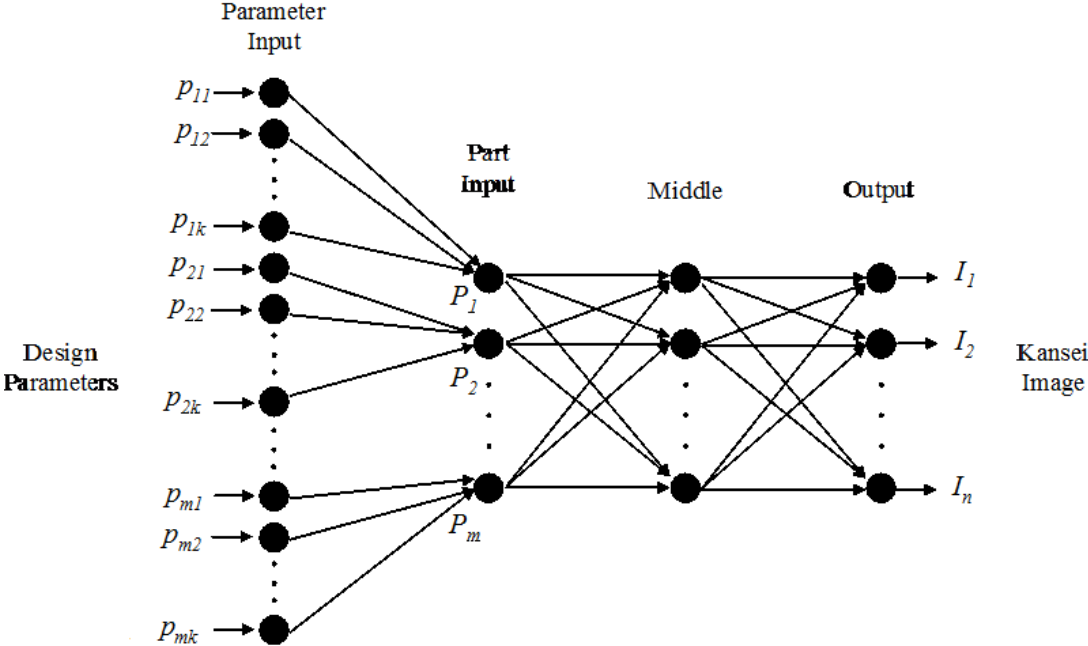 Parameter
Input
p11
p12
p1k
p21
p22
p2k
pm1
pm2
pmk
Design
Parameters
Part
Input
P1
P2
Pm
Middle
Output
I1
I2
In
Kansei
Image